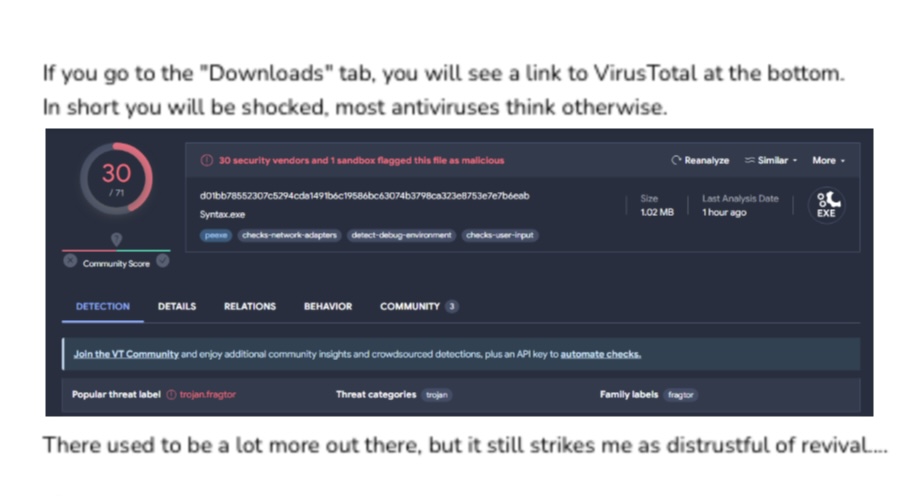 If you go to the "Downloads" tab, you will see a link to VirusTotal at the bottom.
In short you will be shocked, most antiviruses think otherwise.
30
/ 71
Community Score
30 security vendors and 1 sandbox flagged this file as malicious
Reanalyze Similar More
d01bb78552307c5294cda1491b6c19586bc63074b3798ca323e8753e7e7b6eab
Syntax.exe
peexe checks-network-adapters detect-debug-environment checks-user-input
Size
1.02 MB
Last Analysis Date
1 hour ago
EXE
DETECTION DETAILS RELATIONS BEHAVIOR COMMUNITY 3
Join the VT Community and enjoy additional community insights and crowdsourced detections, plus an API key to automate checks.
Popular threat label trojan.fragtor Threat categories trojan Family labels fragtor
There used to be a lot more out there, but it still strikes me as distrustful of revival....